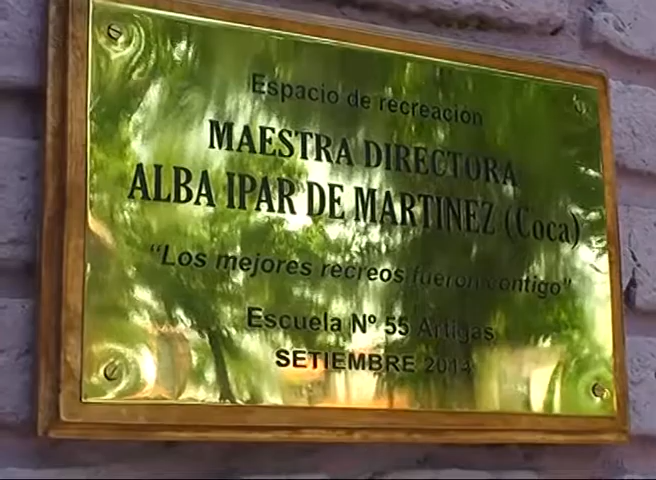 Espacio de recreación
MAESTRA DIRECTORA
ALBA IPAR DE MARTINEZ (Coca)
"Los mejores recreos fueron contigo"
Escuela Nº 55 Artigas
SETIEMBRE 2014